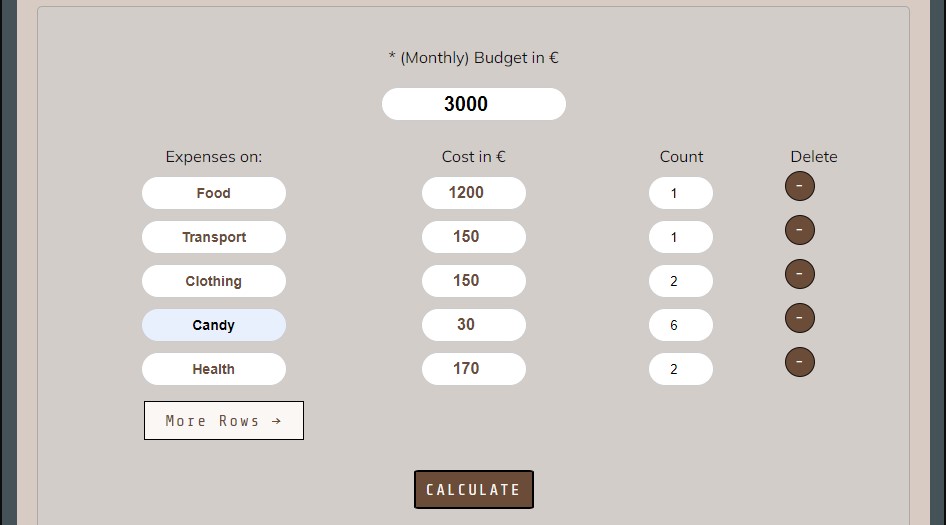 * (Monthly) Budget in €
3000
Expenses on: Cost in € Count Delete
Food 1200 1 -
Transport 150 1 -
Clothing 150 2 -
Candy 30 6 -
Health 170 2 -
More Rows →
CALCULATE